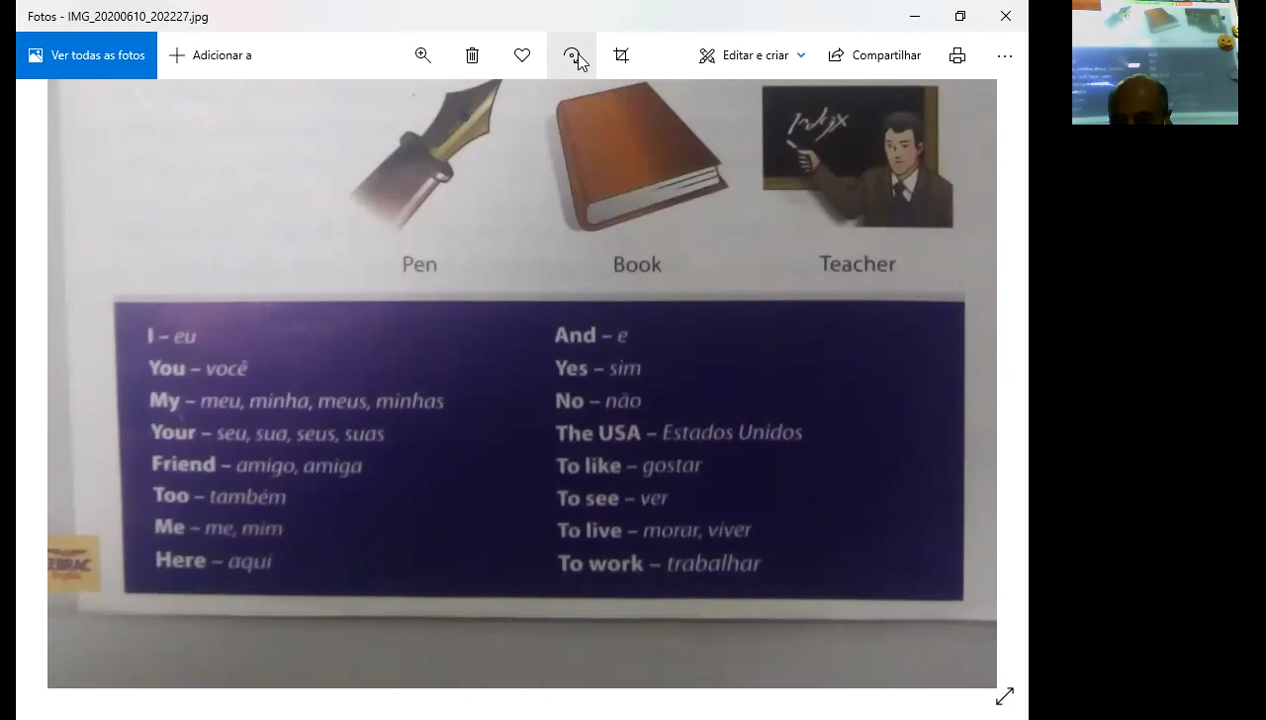 Fotos - IMG_20200610_202227.jpg
Ver todas as fotos
Adicionar a
Editar e criar
Compartilhar
Pen
Book
Teacher
I – eu
You – você
My – meu, minha, meus, minhas
Your – seu, sua, seus, suas
Friend – amigo, amiga
Too – também
Me – me, mim
Here – aqui
And – e
Yes – sim
No – não
The USA – Estados Unidos
To like – gostar
To see – ver
To live – morar, viver
To work – trabalhar